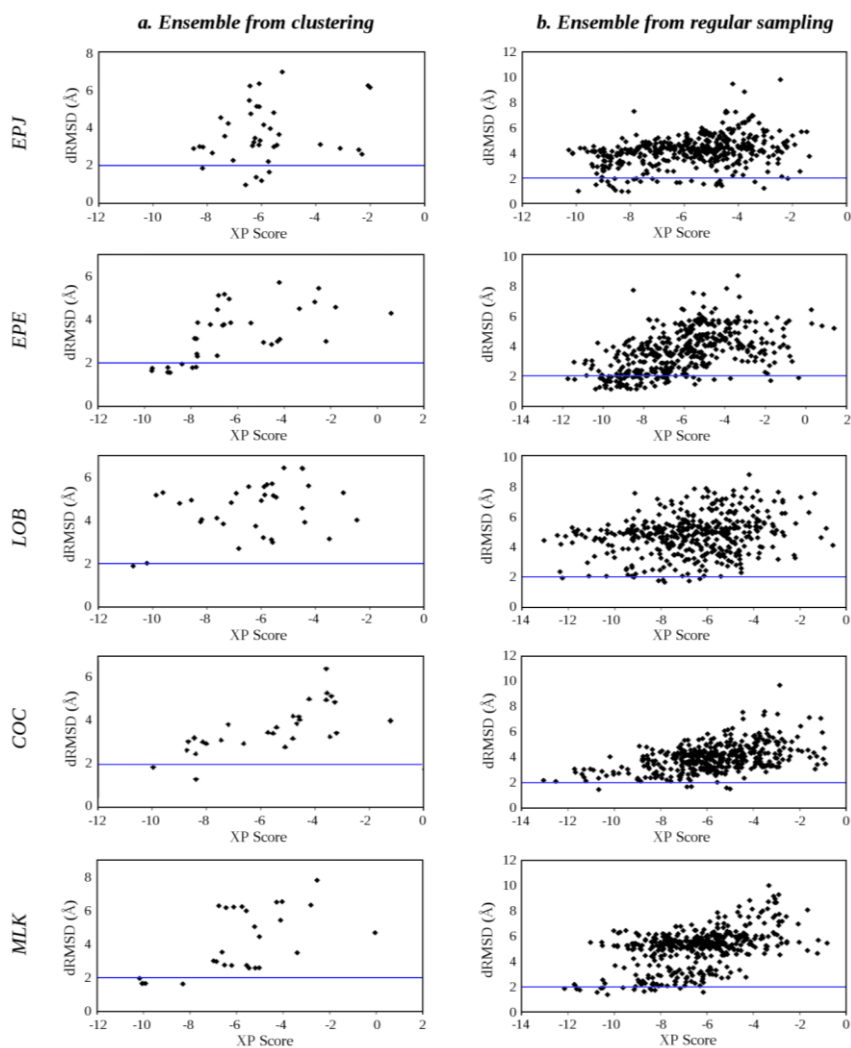 a. Ensemble from clustering
b. Ensemble from regular sampling
EPJ
dRMSD (Å)
8
6
4
2
0
-12 -10 -8 -6 -4 -2 0
XP Score
dRMSD (Å)
12
10
8
6
4
2
0
-12 -10 -8 -6 -4 -2 0
XP Score
EPE
dRMSD (Å)
6
4
2
0
-12 -10 -8 -6 -4 -2 0 2
XP Score
dRMSD (Å)
10
8
6
4
2
0
-14 -12 -10 -8 -6 -4 -2 0 2
XP Score
LOB
dRMSD (Å)
6
4
2
0
-12 -10 -8 -6 -4 -2 0
XP Score
dRMSD (Å)
10
8
6
4
2
0
-14 -12 -10 -8 -6 -4 -2 0
XP Score
COC
dRMSD (Å)
6
4
2
0
-12 -10 -8 -6 -4 -2 0
XP Score
dRMSD (Å)
12
10
8
6
4
2
0
-14 -12 -10 -8 -6 -4 -2 0
XP Score
MLK
dRMSD (Å)
8
6
4
2
0
-12 -10 -8 -6 -4 -2 0 2
XP Score
dRMSD (Å)
12
10
8
6
4
2
0
-14 -12 -10 -8 -6 -4 -2 0
XP Score